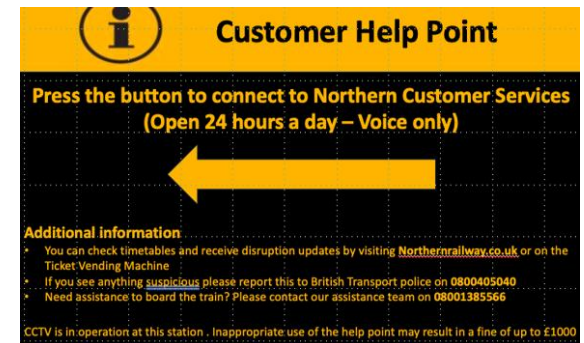 i
Customer Help Point
Press the button to connect to Northern Customer Services
(Open 24 hours a day – Voice only)
Additional information
• You can check timetables and receive disruption updates by visiting Northernrailway.co.uk or on the
Ticket Vending Machine
• If you see anything suspicious please report this to British Transport police on 0800405040
• Need assistance to board the train? Please contact our assistance team on 08001385566
CCTV is in operation at this station . Inappropriate use of the help point may result in a fine of up to £1000